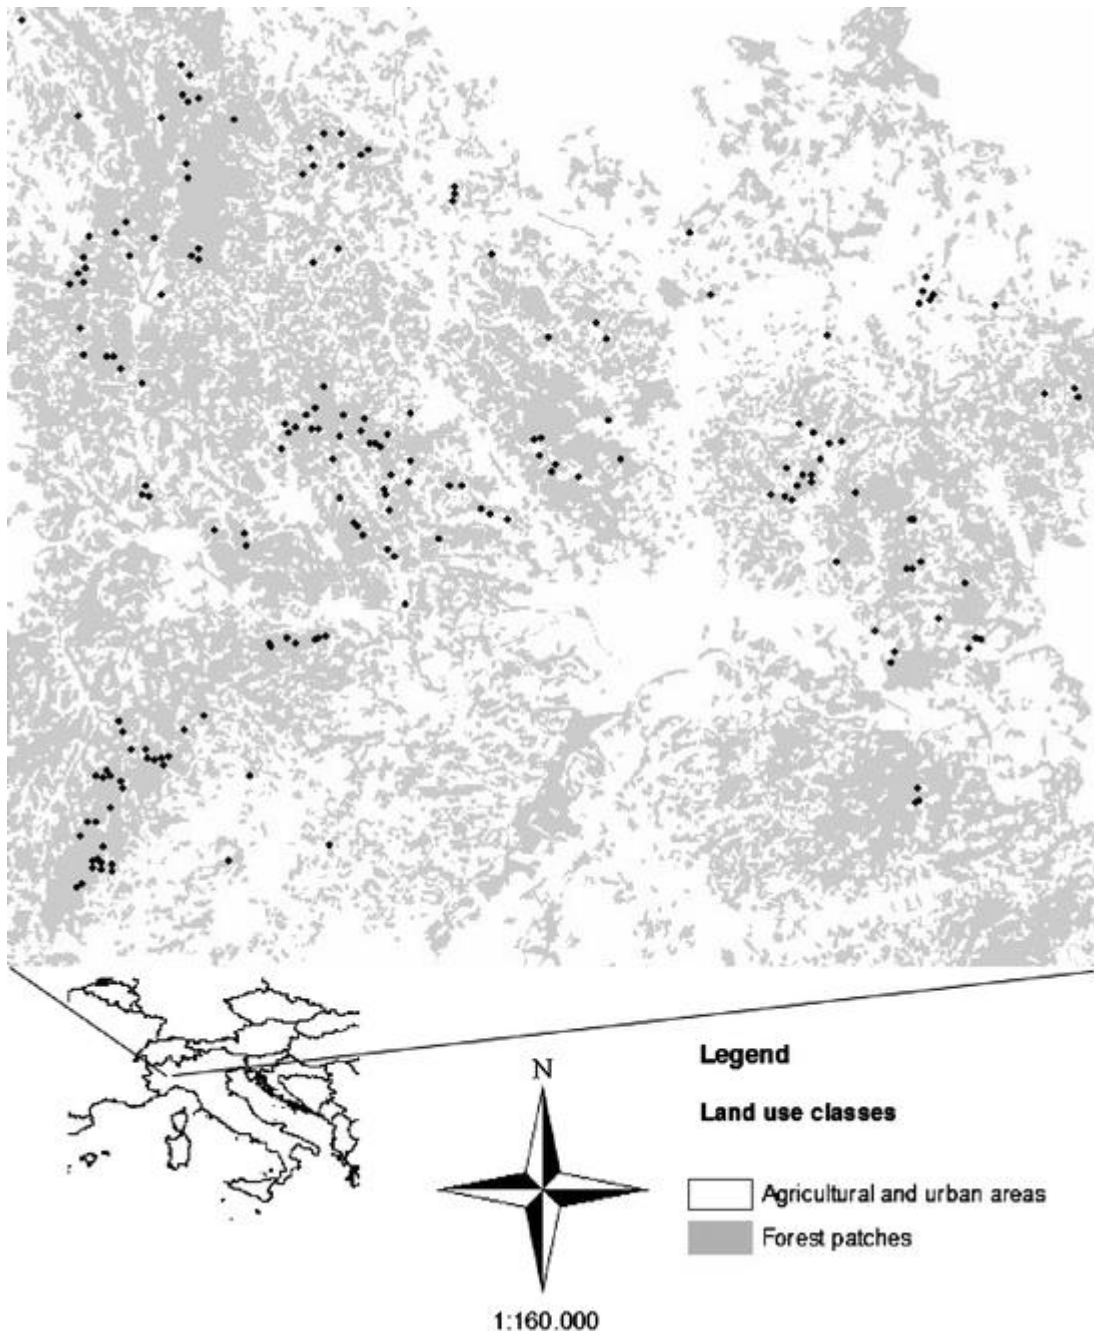 N
Legend
Land use classes
Agricultural and urban areas
Forest patches
1:160.000